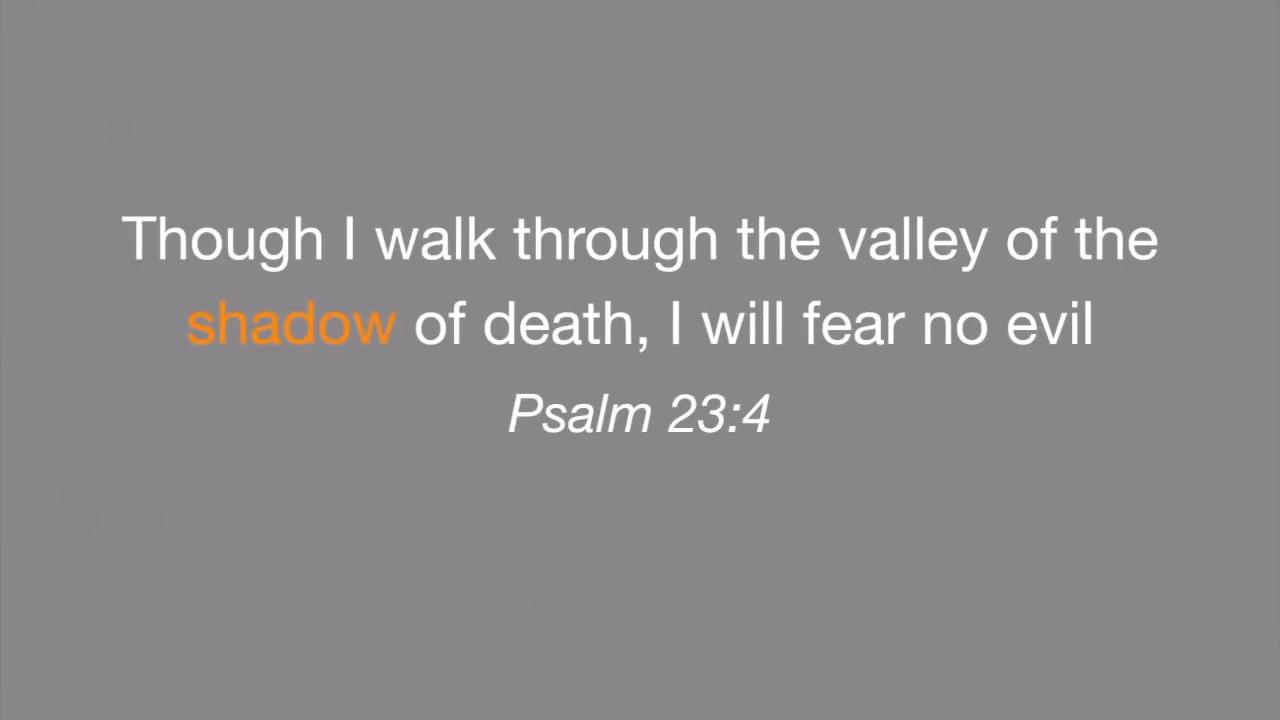 Though I walk through the valley of the
shadow of death, I will fear no evil
Psalm 23:4